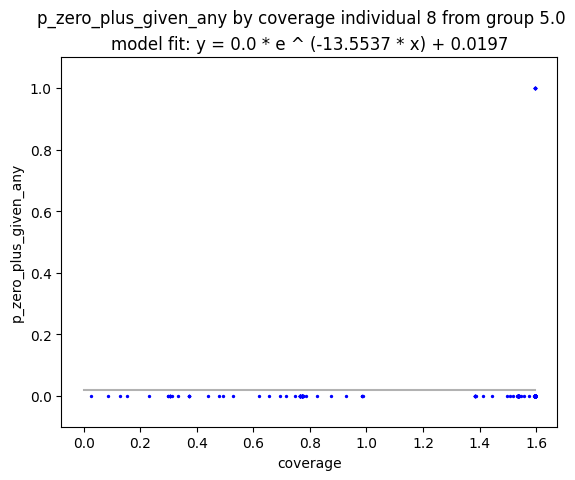 p_zero_plus_given_any by coverage individual 8 from group 5.0
model fit: y = 0.0 * e ^ (-13.5537 * x) + 0.0197
1.0
0.8
0.6
0.4
0.2
0.0
p_zero_plus_given_any
0.0 0.2 0.4 0.6 0.8 1.0 1.2 1.4 1.6
coverage